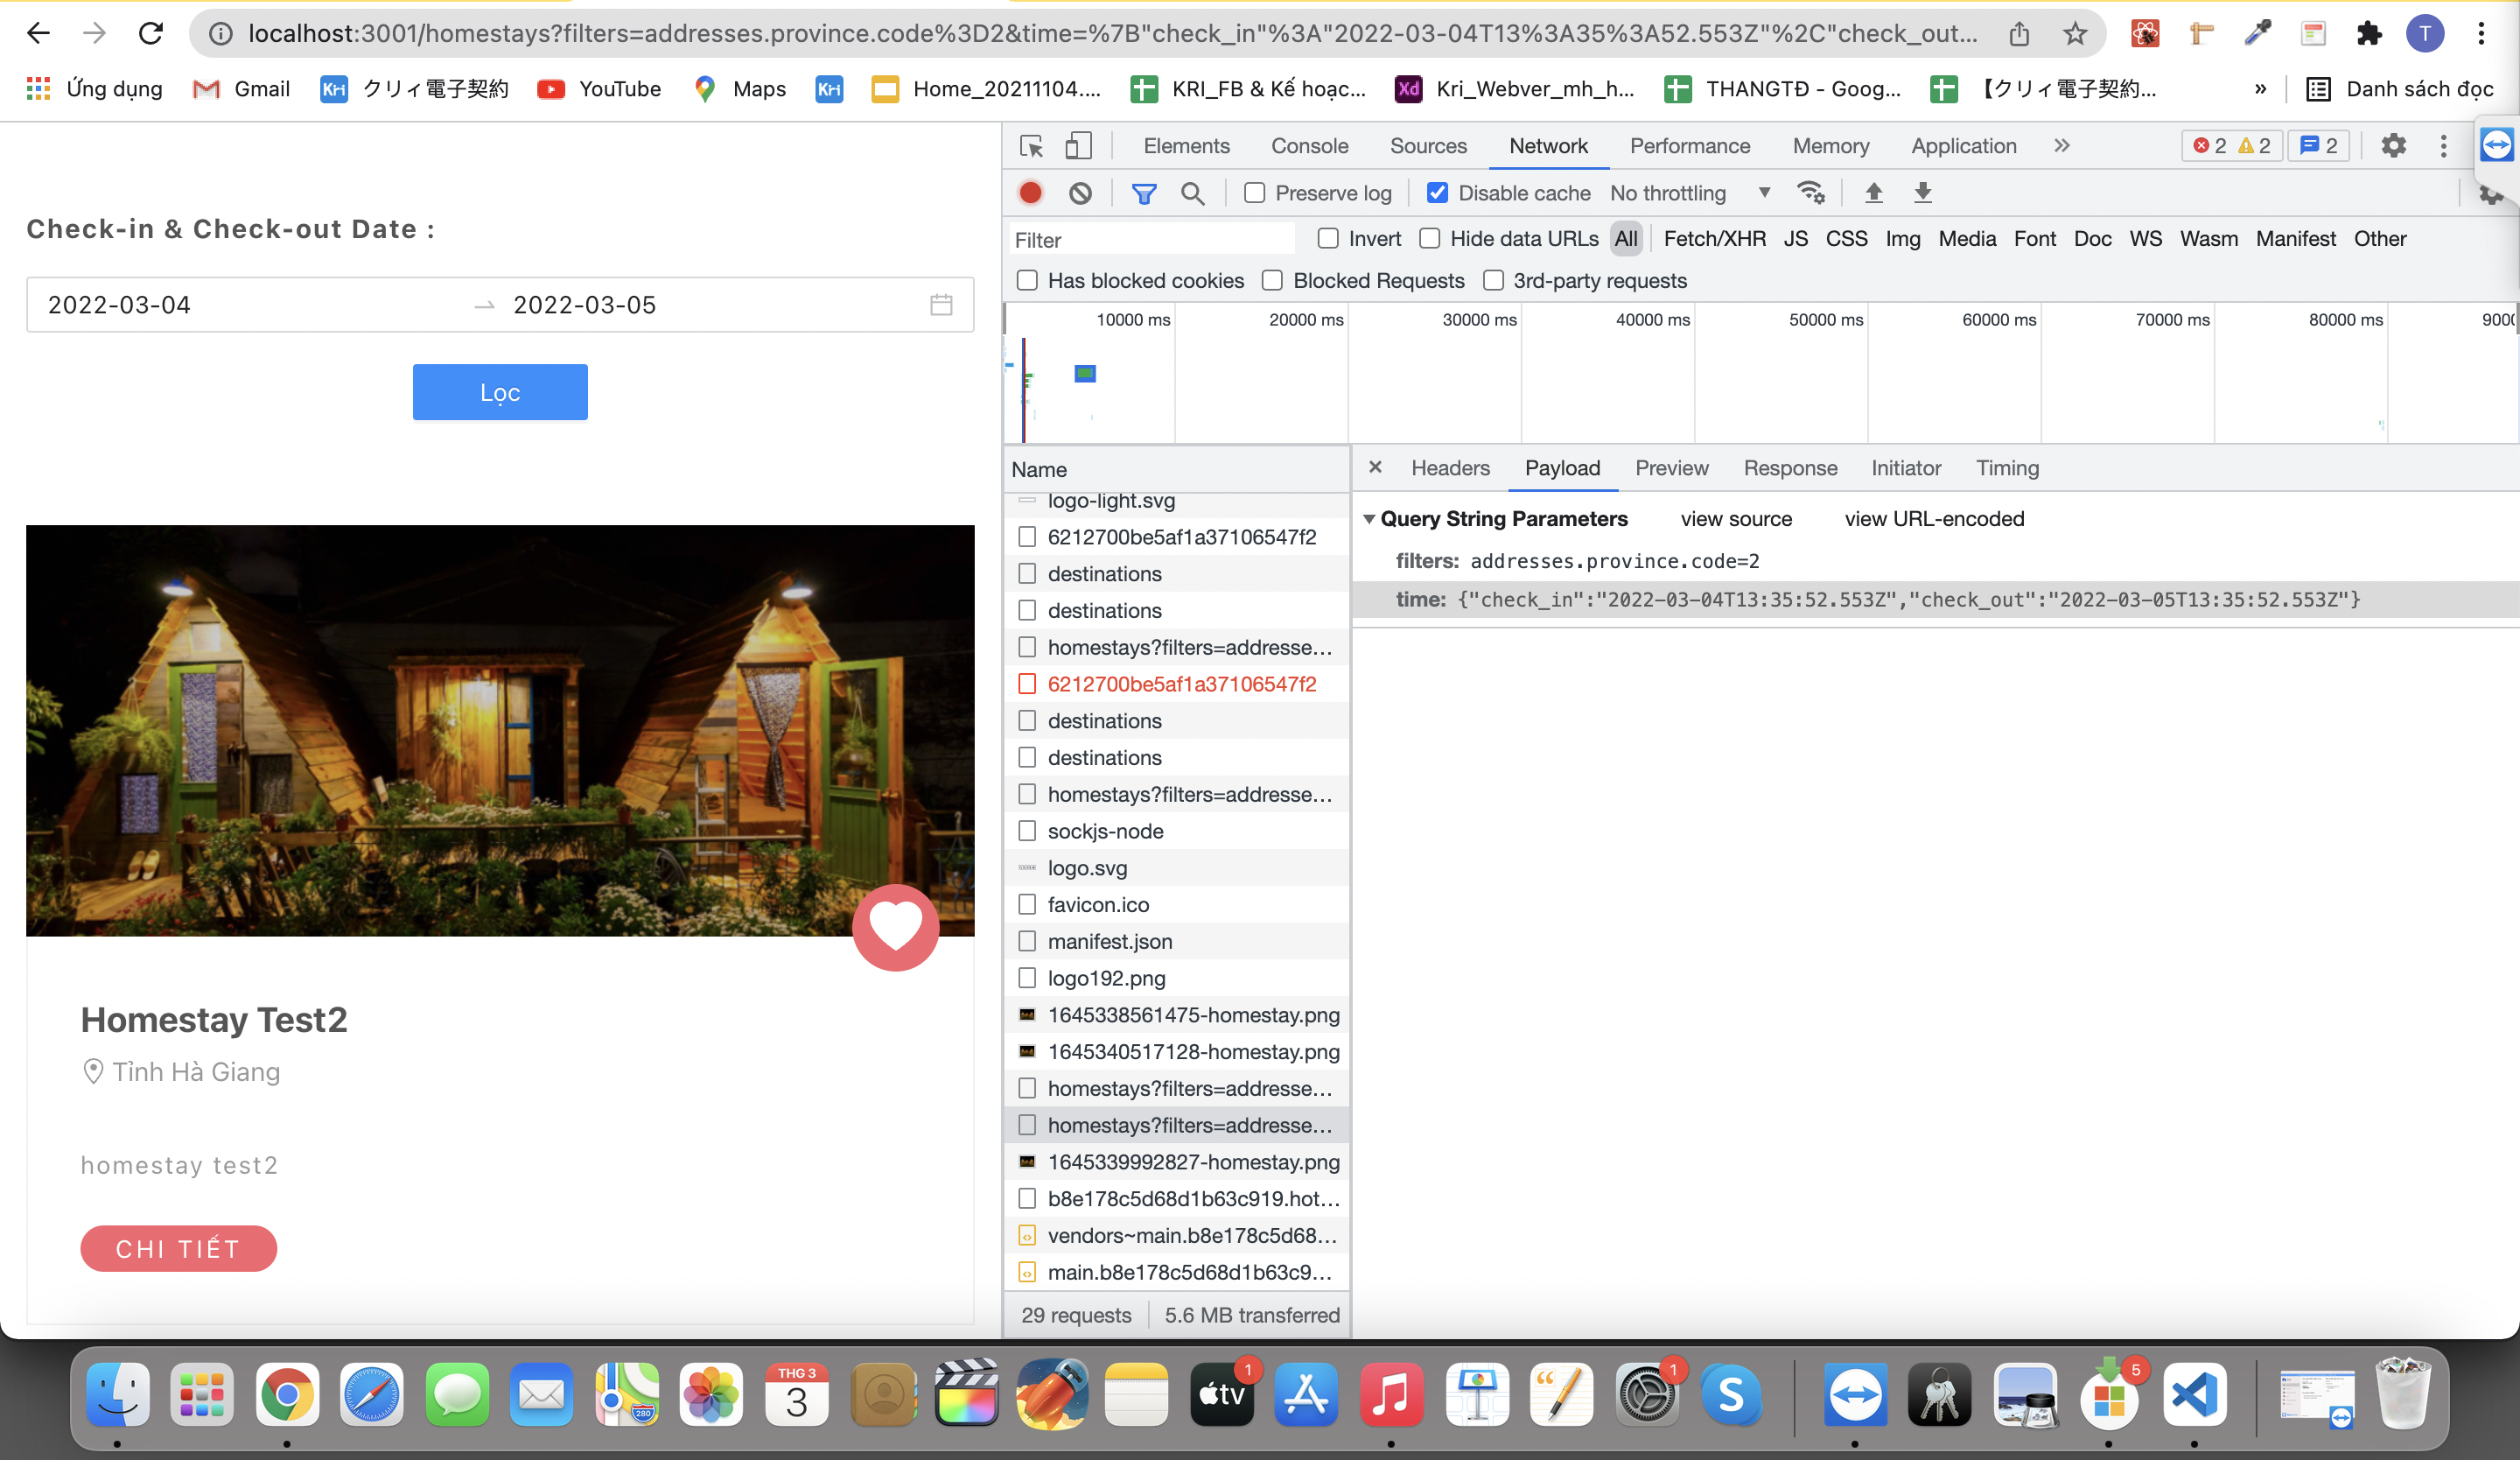 localhost:3001/homestays?filters=addresses.province.code%3D2&time=%7B"check_in"%3A"2022-03-04T13%3A35%3A52.553Z"%2C"check_out...
T
Ứng dụng
Gmail
Kri クリィ電子契約
YouTube
Maps
Kri
Home_20211104....
KRI_FB & Kế hoạc...
Xd Kri_Webver_mh_h...
THANGTĐ - Goog...
【クリィ電子契約...
»
Danh sách đọc
Check-in & Check-out Date :
2022-03-04 → 2022-03-05
Lọc
Homestay Test2
Tỉnh Hà Giang
homestay test2
CHI TIẾT
Elements Console Sources Network Performance Memory Application » 2 2 2
Preserve log Disable cache No throttling
Filter Invert Hide data URLs All Fetch/XHR JS CSS Img Media Font Doc WS Wasm Manifest Other
Has blocked cookies Blocked Requests 3rd-party requests
10000 ms 20000 ms 30000 ms 40000 ms 50000 ms 60000 ms 70000 ms 80000 ms
Name
logo-light.svg
6212700be5af1a37106547f2
destinations
destinations
homestays?filters=addresse...
6212700be5af1a37106547f2
destinations
destinations
homestays?filters=addresse...
sockjs-node
logo.svg
favicon.ico
manifest.json
logo192.png
1645338561475-homestay.png
1645340517128-homestay.png
homestays?filters=addresse...
homestays?filters=addresse...
1645339992827-homestay.png
b8e178c5d68d1b63c919.hot...
vendors~main.b8e178c5d68...
main.b8e178c5d68d1b63c9...
29 requests 5.6 MB transferred
× Headers Payload Preview Response Initiator Timing
Query String Parameters view source view URL-encoded
filters: addresses.province.code=2
time: {"check_in":"2022-03-04T13:35:52.553Z","check_out":"2022-03-05T13:35:52.553Z"}
280
THG 3
3
tv
1
1
S
5